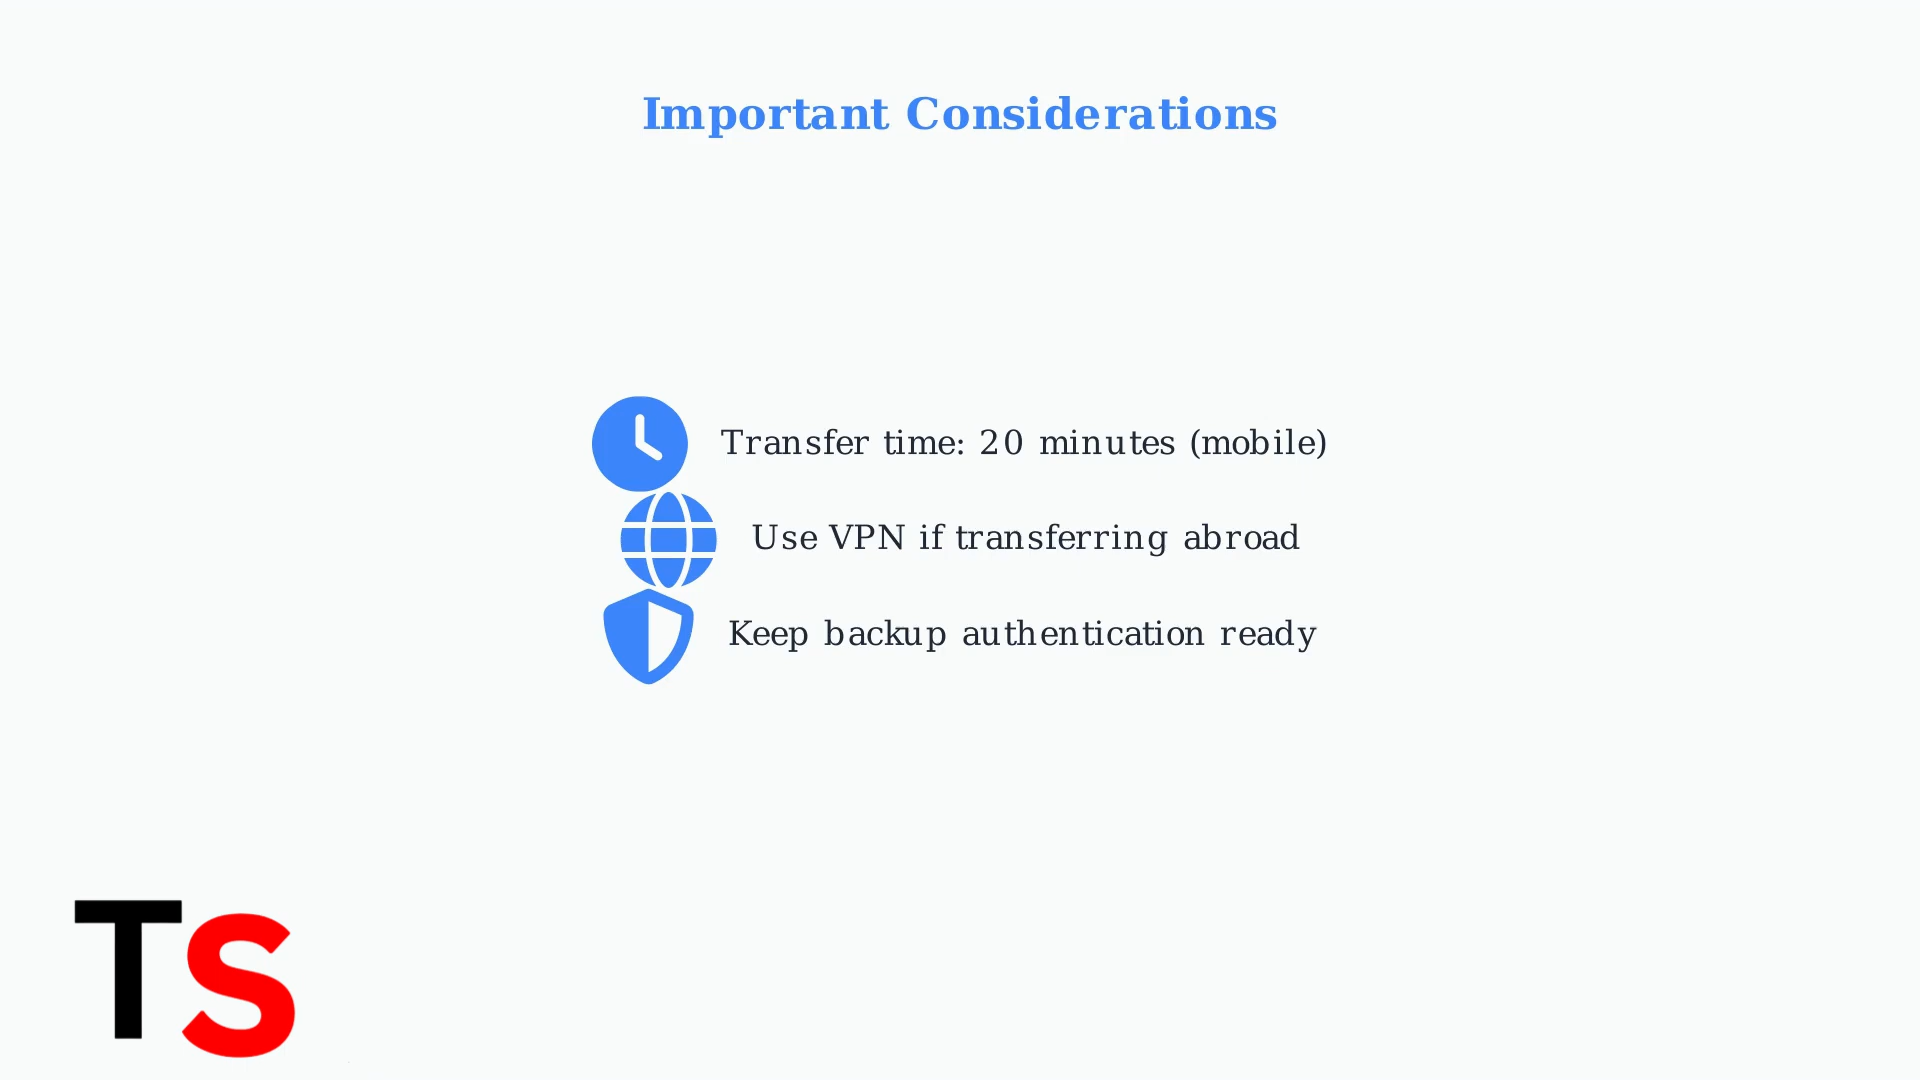 Important Considerations
Transfer time: 20 minutes (mobile)
Use VPN if transferring abroad
Keep backup authentication ready
TS